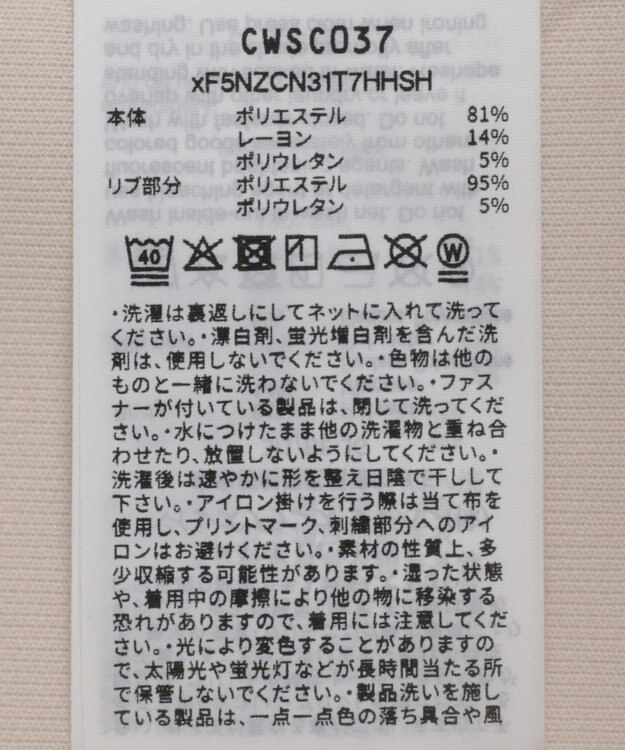 CWSC037
xF5NZCN31T7HHSH
本体 ポリエステル 81%
レーヨン 14%
ポリウレタン 5%
リブ部分 ポリエステル 95%
ポリウレタン 5%
40 W
・洗濯は裏返しにしてネットに入れて洗って
ください。・漂白剤、蛍光増白剤を含んだ洗
剤は、使用しないでください。・色物は他の
ものと一緒に洗わないでください。・ファス
ナーが付いている製品は、閉じて洗ってくだ
さい。・水につけたまま他の洗濯物と重ね合
わせたり、放置しないようにしてください。・
洗濯後は速やかに形を整え日陰で干しして
下さい。・アイロン掛けを行う際は当て布を
使用し、プリントマーク、刺繍部分へのアイ
ロンはお避けください。・素材の性質上、多
少収縮する可能性があります。・湿った状態
や、着用中の摩擦により他の物に移染する
恐れがありますので、着用には注意してくだ
さい。・光により変色することがありますの
で、太陽光や蛍光灯などが長時間当たる所
で保管しないでください。・製品洗いを施し
ている製品は、一点一点色の落ち具合や風